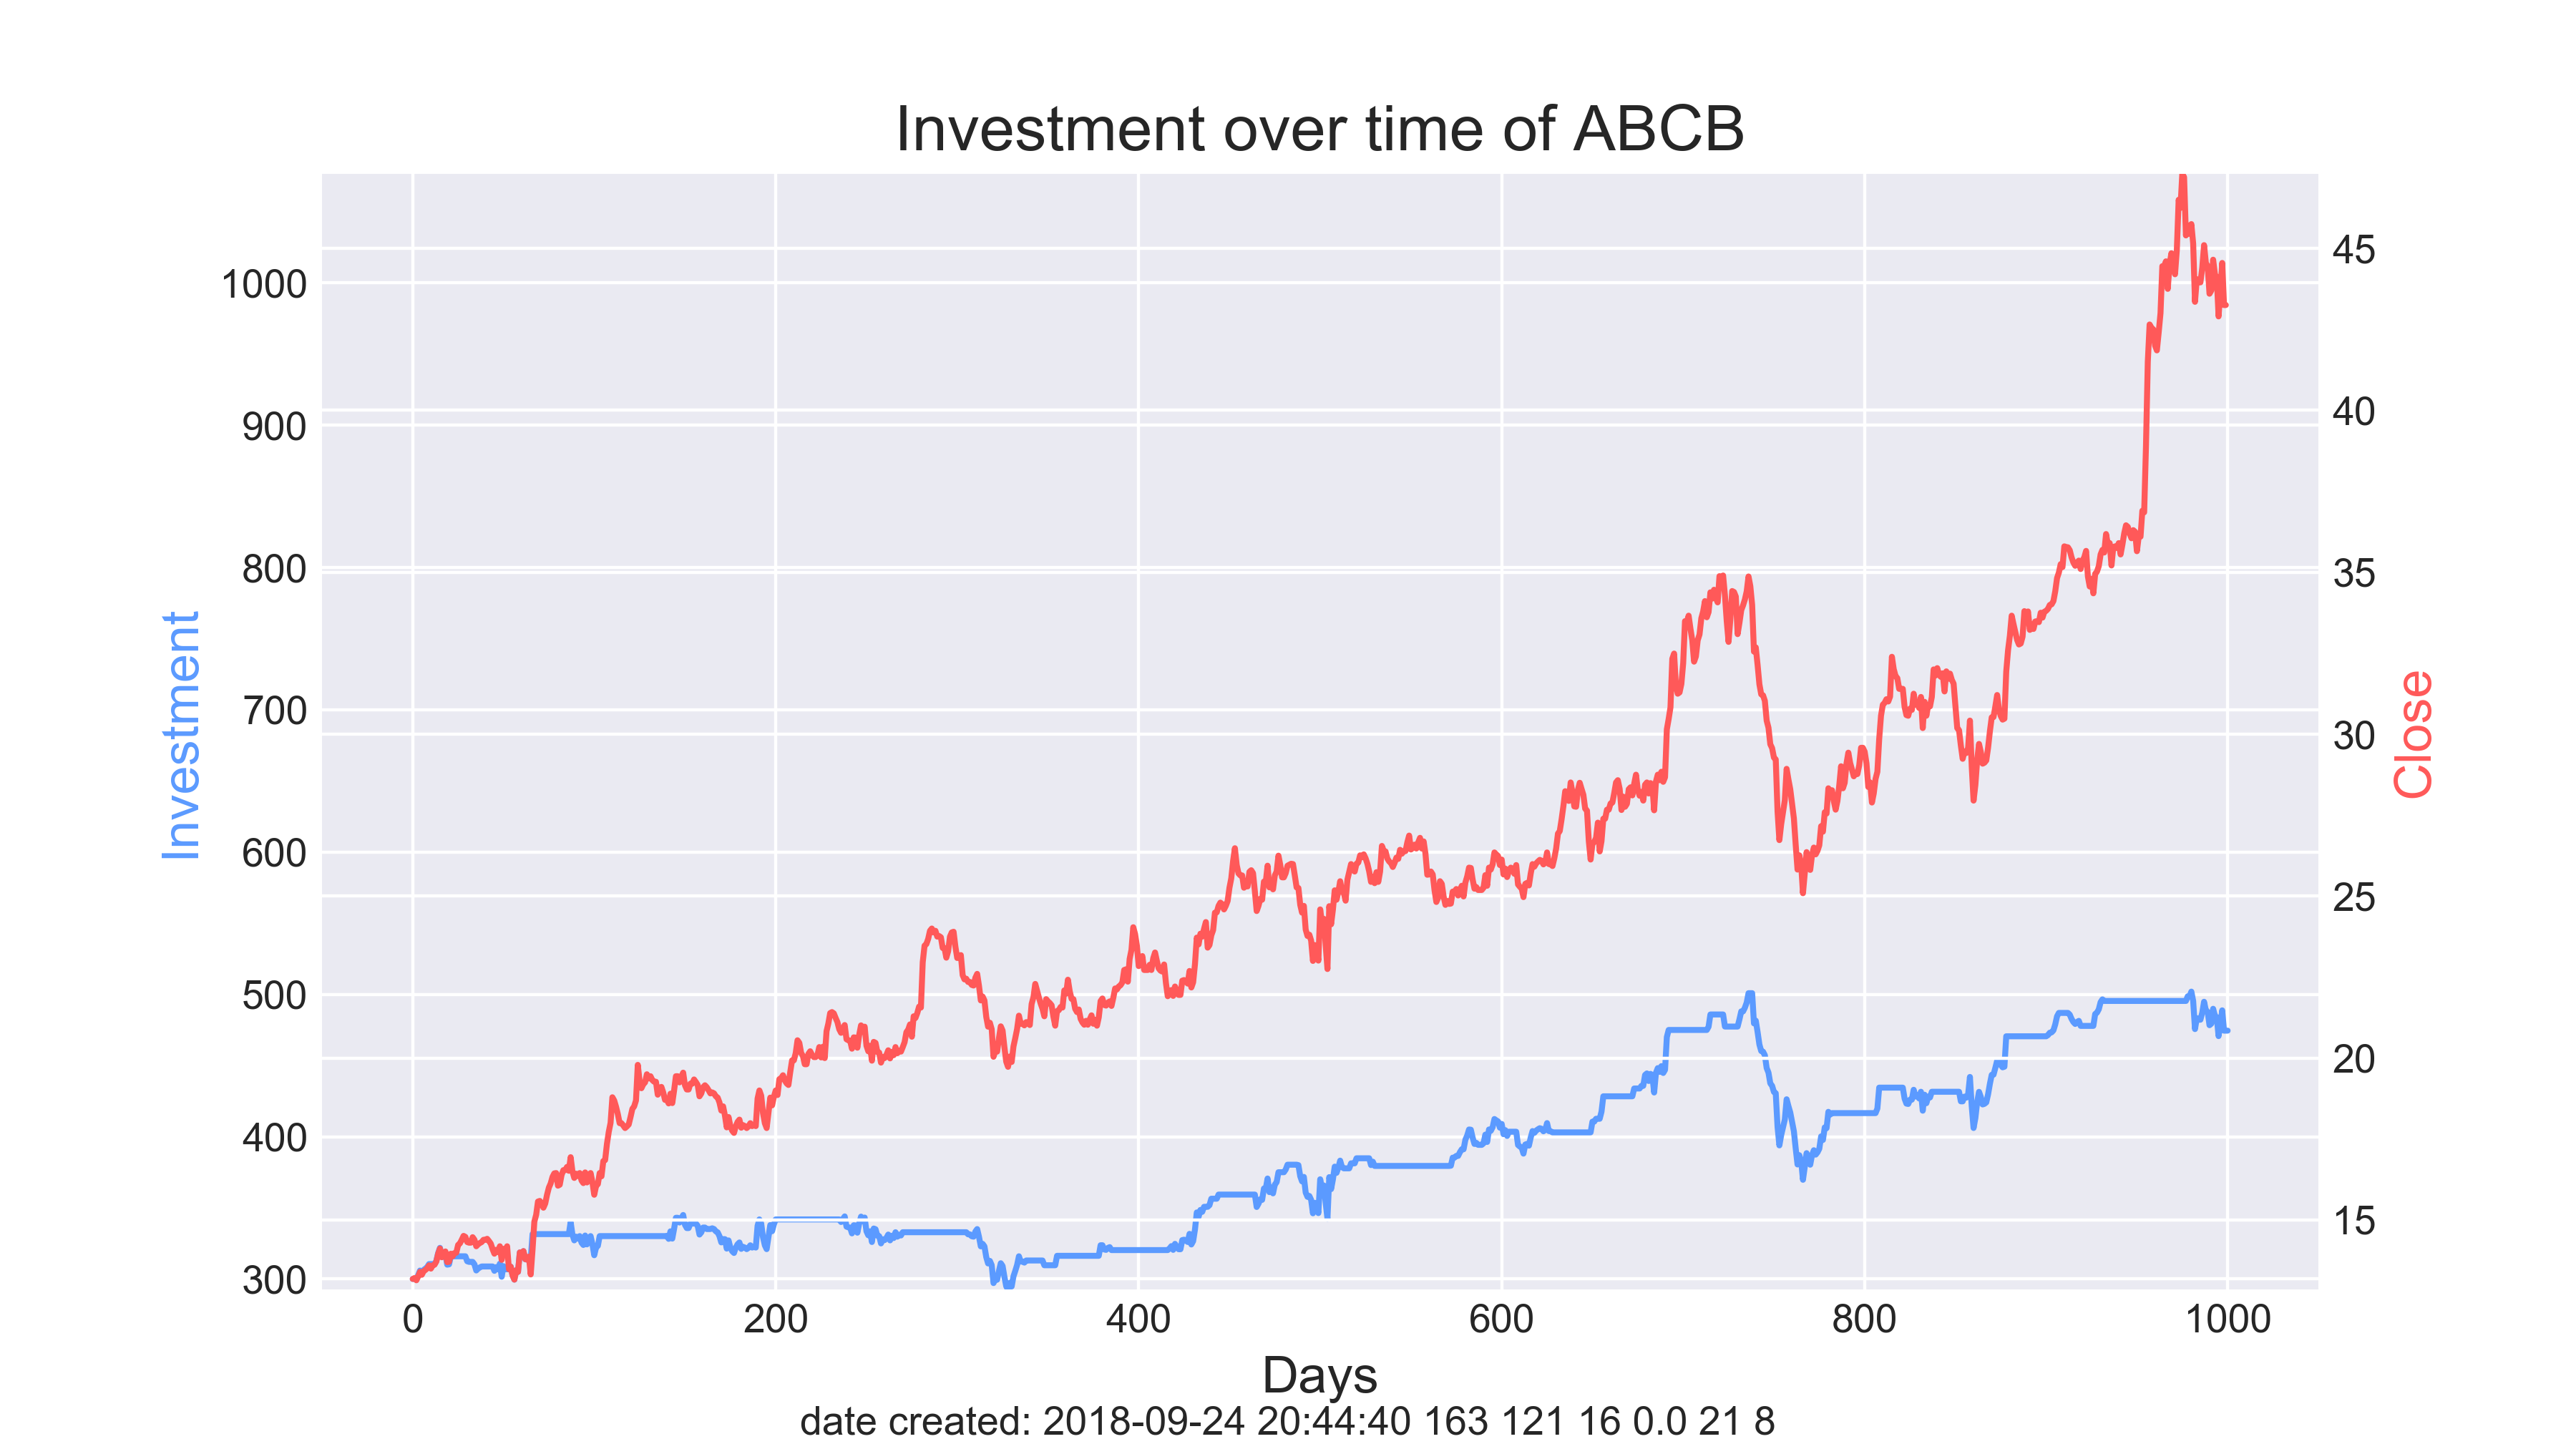 Investment over time of ABCB
1000
900
800
700
600
500
400
300
Investment
45
40
35
30
25
20
15
Close
0 200 400 600 800 1000
Days
date created: 2018-09-24 20:44:40 163 121 16 0.0 21 8